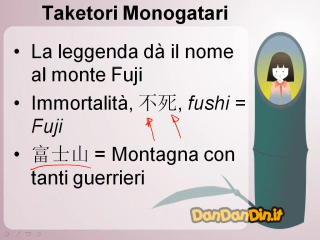 Taketori Monogatari
• La leggenda dà il nome
al monte Fuji
• Immortalità, 不死, fushi =
Fuji
• 富士山 = Montagna con
tanti guerrieri
DanDanDin.it